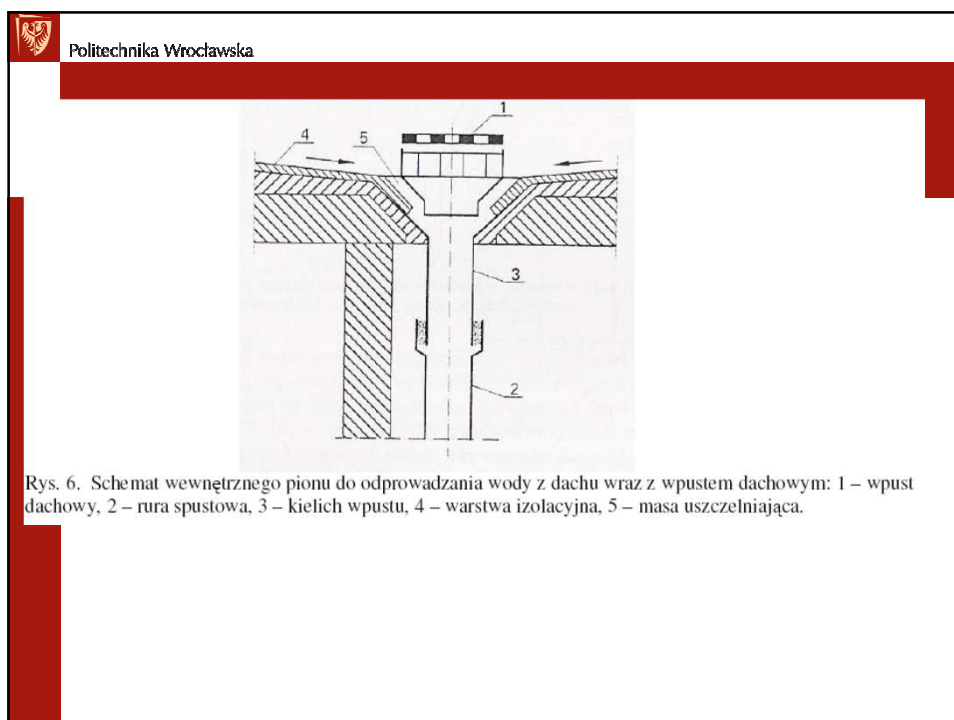 Politechnika Wrocławska
1
4
5
3
2
Rys. 6. Schemat wewnętrznego pionu do odprowadzania wody z dachu wraz z wpustem dachowym: 1 – wpust
dachowy, 2 – rura spustowa, 3 – kielich wpustu, 4 – warstwa izolacyjna, 5 – masa uszczelniająca.